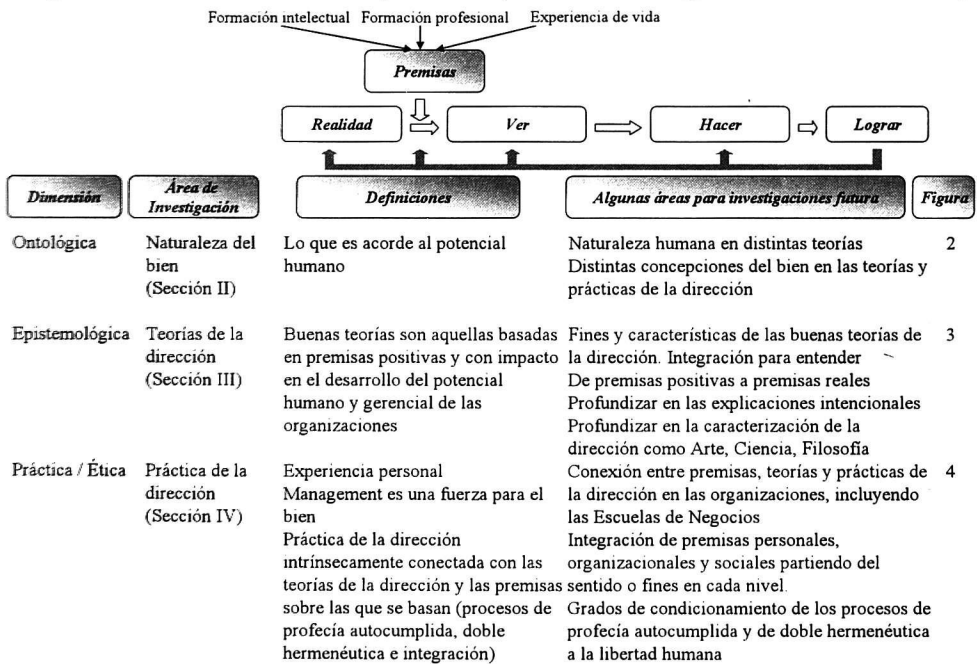 Formación intelectual Formación profesional Experiencia de vida
Premisas
Realidad Ver Hacer Lograr
Dimensión Área de Investigación Definiciones Algunas áreas para investigaciones futura Figura
Ontológica
Naturaleza del
bien
(Sección II)
Lo que es acorde al potencial
humano
Naturaleza humana en distintas teorías
Distintas concepciones del bien en las teorías y
prácticas de la dirección
2
Epistemológica
Teorías de la
dirección
(Sección III)
Buenas teorías son aquellas basadas
en premisas positivas y con impacto
en el desarrollo del potencial
humano y gerencial de las
organizaciones
Fines y características de las buenas teorías de
la dirección. Integración para entender
De premisas positivas a premisas reales
Profundizar en las explicaciones intencionales
Profundizar en la caracterización de la
dirección como Arte, Ciencia, Filosofía
3
Práctica / Ética
Práctica de la
dirección
(Sección IV)
Experiencia personal
Management es una fuerza para el
bien
Práctica de la dirección
intrínsecamente conectada con las
teorías de la dirección y las premisas
sobre las que se basan (procesos de
profecía autocumplida, doble
hermenéutica e integración)
Conexión entre premisas, teorías y prácticas de
la dirección en las organizaciones, incluyendo
las Escuelas de Negocios
Integración de premisas personales,
organizacionales y sociales partiendo del
sentido o fines en cada nivel.
Grados de condicionamiento de los procesos de
profecía autocumplida y de doble hermenéutica
a la libertad humana
4